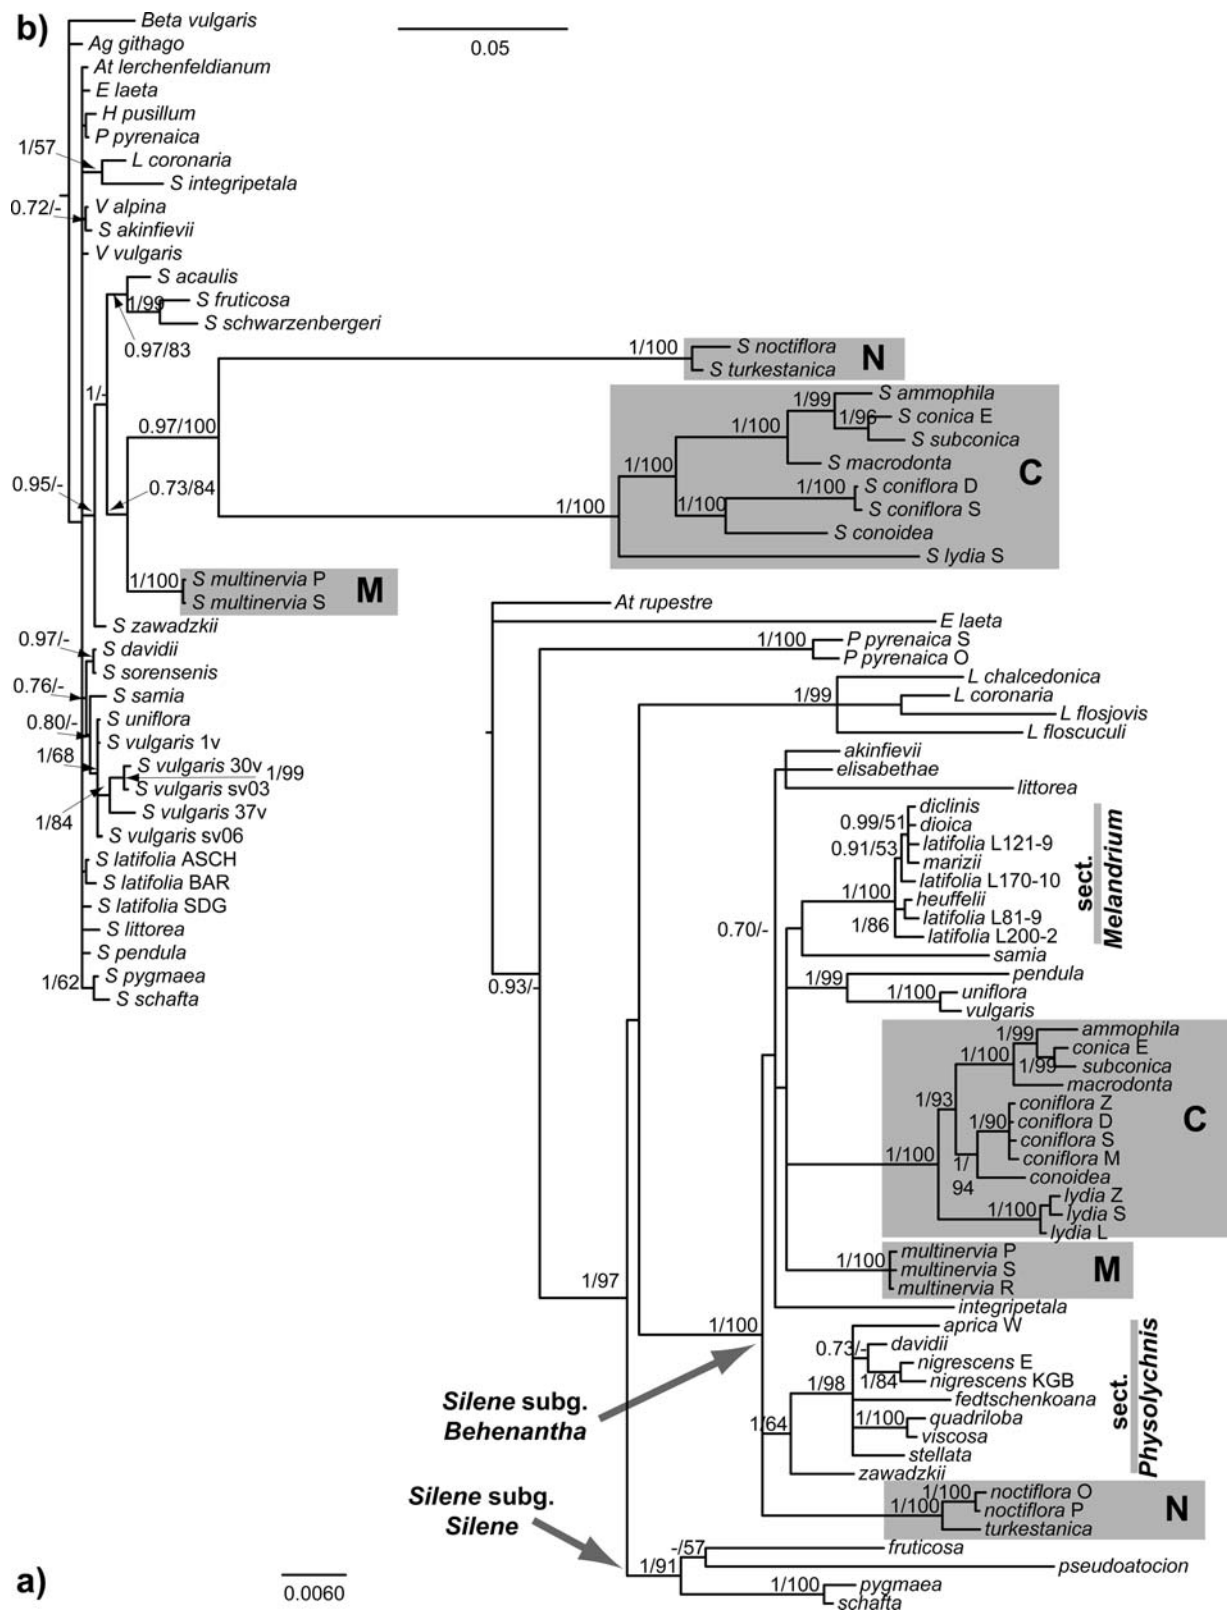 b)
Beta vulgaris
0.05
Ag githago
At lerchenfeldianum
E laeta
H pusillum
P pyrenaica
1/57
L coronaria
S integripetala
0.72/-
V alpina
S akinfievii
V vulgaris
S acaulis
1/99
S fruticosa
S schwarzenbergeri
0.97/83
1/100
S noctiflora
S turkestanica
N
1/-
0.97/100
S ammophila
1/99
S conica E
1/96
S subconica
1/100
S macrodonta
C
1/100
0.95/-
0.73/84
1/100
S coniflora D
S coniflora S
1/100
1/100
S conoidea
S lydia S
1/100
S multinervia P
S multinervia S
M
S zawadzkii
0.97/-
S davidii
S sorensenis
0.76/-
S samia
0.80/-
S uniflora
S vulgaris 1v
1/68
S vulgaris 30v
1/99
S vulgaris sv03
1/84
S vulgaris 37v
S vulgaris sv06
S latifolia ASCH
S latifolia BAR
S latifolia SDG
S littorea
S pendula
1/62
S pygmaea
S schafta
At rupestre
E laeta
1/100
P pyrenaica S
P pyrenaica O
L chalcedonica
1/99
L coronaria
L flosjovis
L floscuculi
akinfievii
elisabethae
littorea
diclinis
0.99/51
dioica
latifolia L121-9
0.91/53
marizii
latifolia L170-10
1/100
heuffelii
1/86
latifolia L81-9
latifolia L200-2
sect.
Melandrium
0.70/-
samia
0.93/-
1/99
pendula
1/100
uniflora
vulgaris
1/99
ammophila
conica E
1/100
1/99
subconica
macrodonta
1/93
coniflora Z
1/90
coniflora D
coniflora S
C
1/100
coniflora M
1/
94
conoidea
lydia Z
1/100
lydia S
lydia L
1/100
multinervia P
multinervia S
multinervia R
M
1/97
integripetala
1/100
aprica W
0.73/-
davidii
nigrescens E
1/98
1/84
nigrescens KGB
fedtschenkoana
1/64
1/100
quadriloba
viscosa
stellata
zawadzkii
sect.
Physolychnis
Silene subg.
Behenantha
1/100
noctiflora O
1/100
noctiflora P
turkestanica
N
Silene subg.
Silene
-/57
fruticosa
1/91
pseudoatocion
1/100
pygmaea
schafta
a)
0.0060